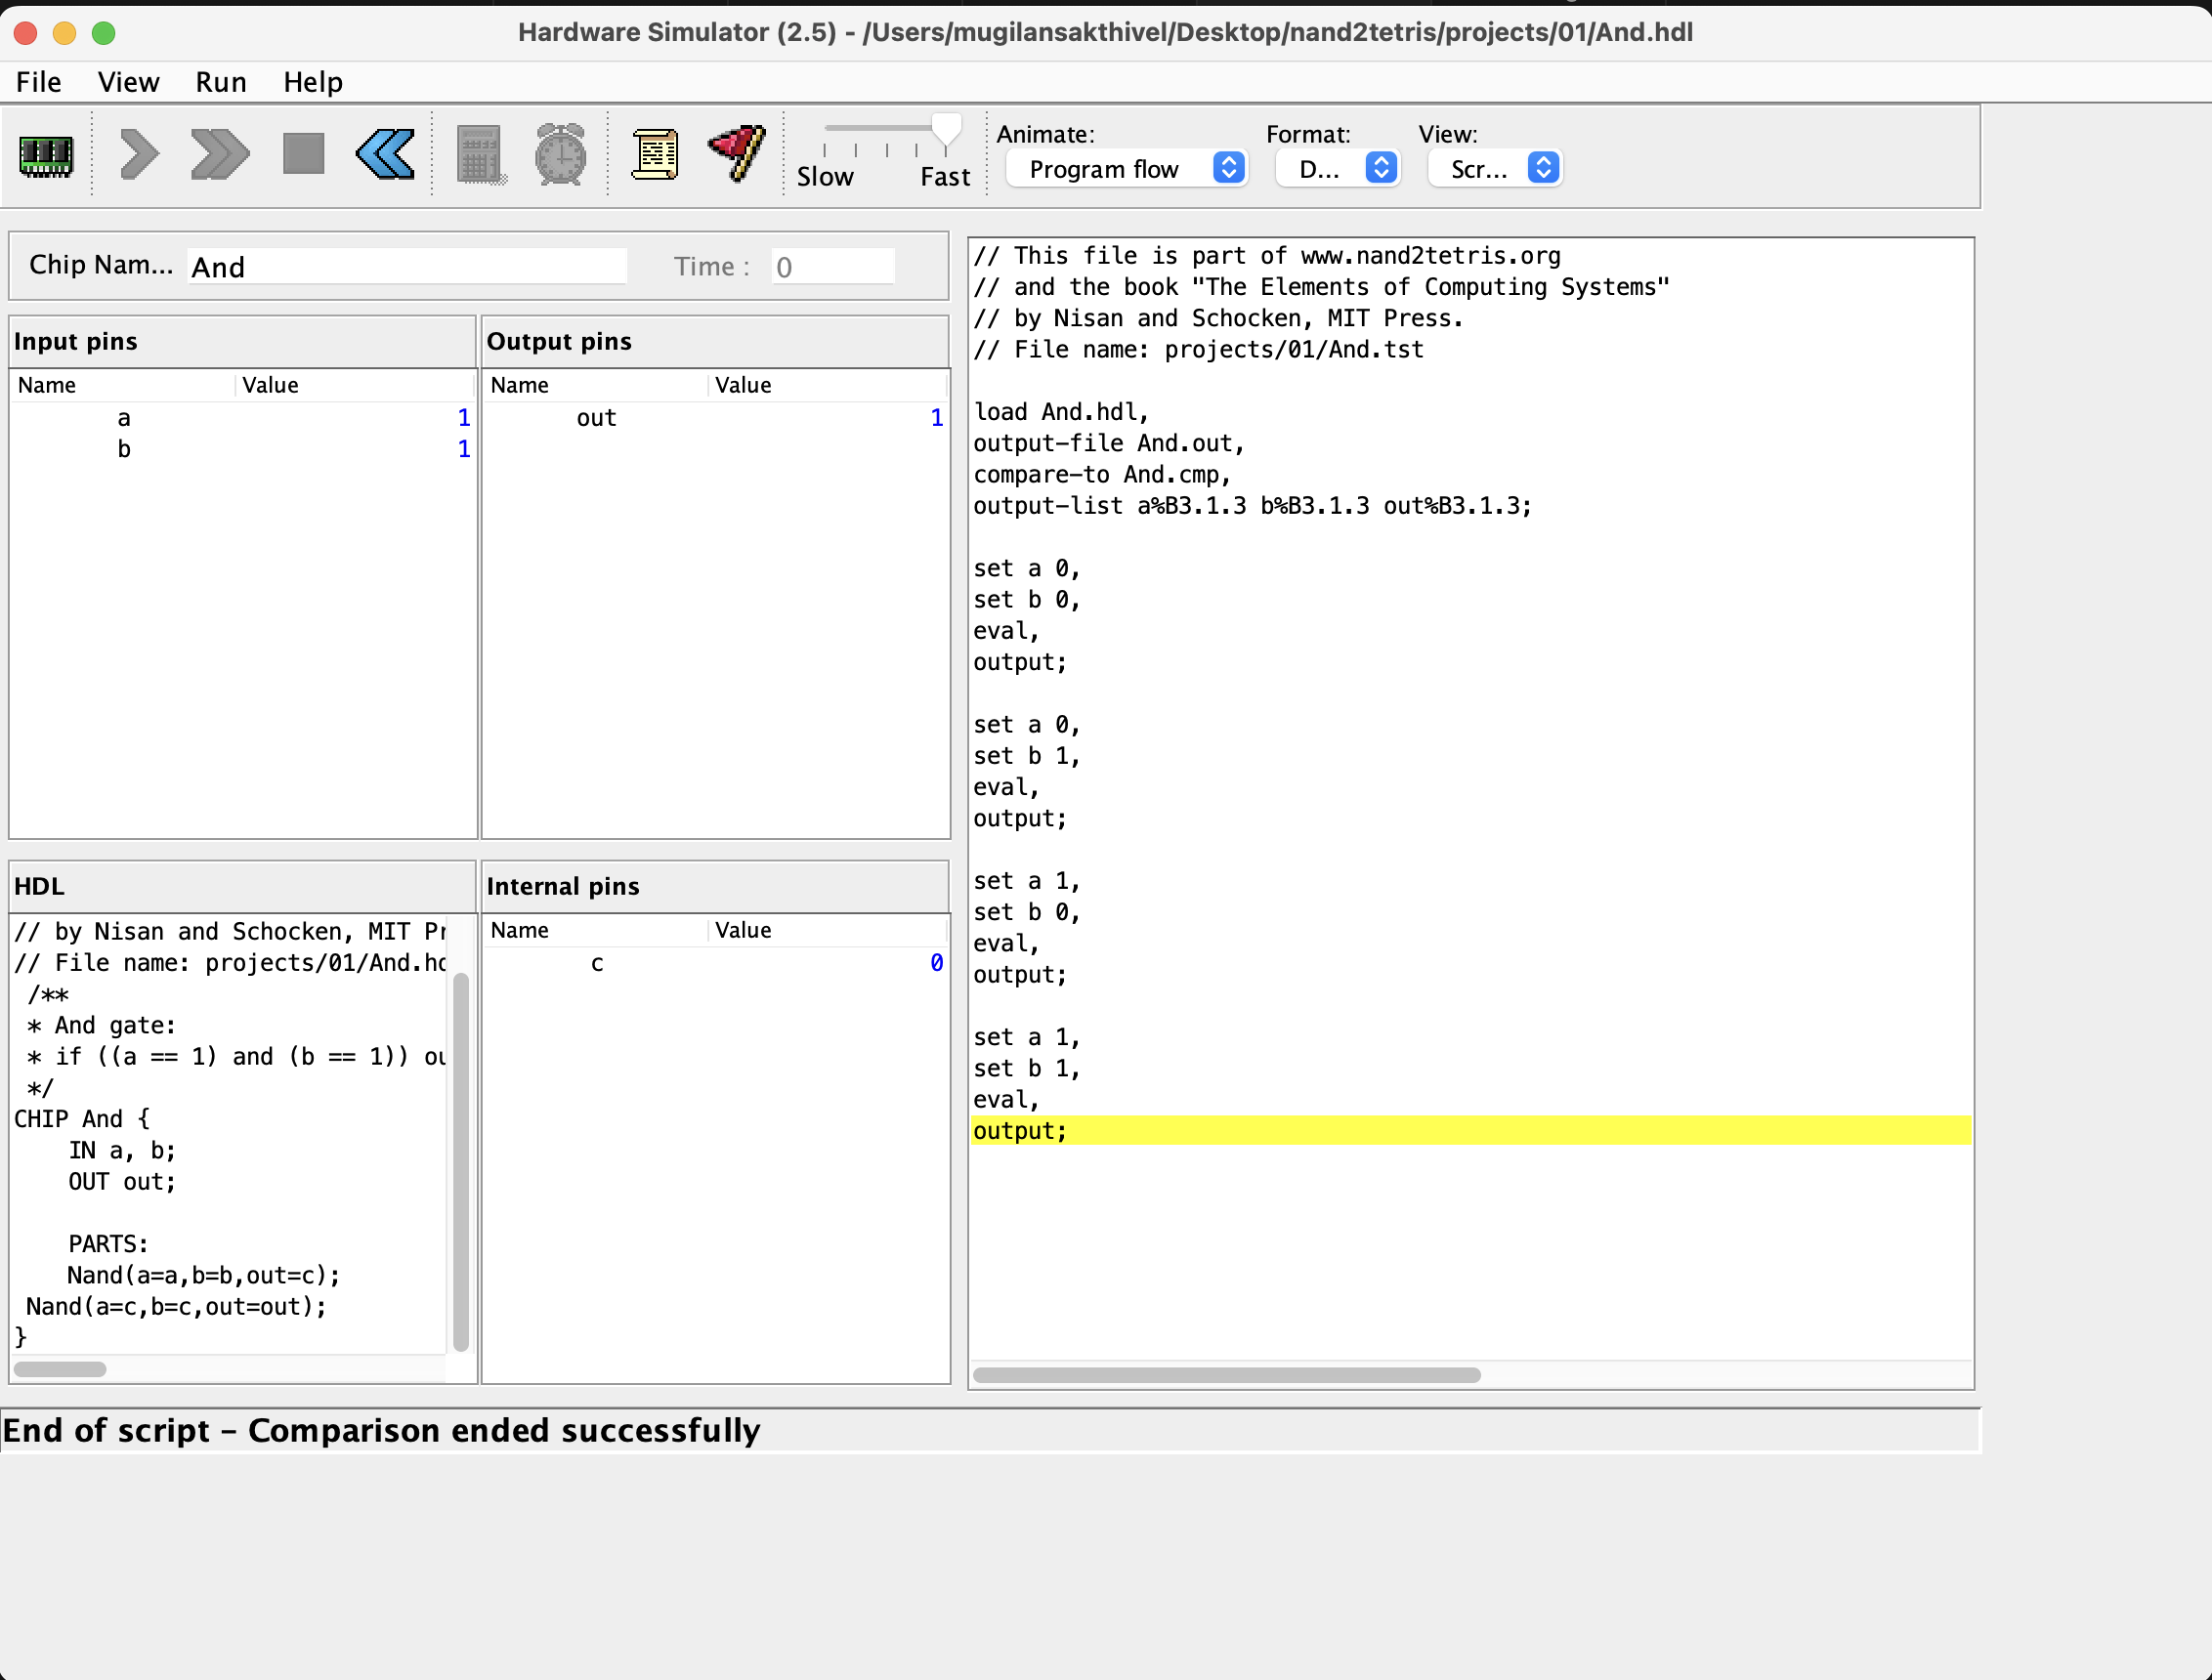 Hardware Simulator (2.5) - /Users/mugilansakthivel/Desktop/nand2tetris/projects/01/And.hdl
File View Run Help
Slow Fast
Animate: Format: View:
Program flow D... Scr...
Chip Nam... And Time : 0
Input pins
Name Value
a 1
b 1
Output pins
Name Value
out 1
HDL
// by Nisan and Schocken, MIT Pr
// File name: projects/01/And.hd
/**
* And gate:
* if ((a == 1) and (b == 1)) ou
*/
CHIP And {
IN a, b;
OUT out;
PARTS:
Nand(a=a,b=b,out=c);
Nand(a=c,b=c,out=out);
}
Internal pins
Name Value
c 0
// This file is part of www.nand2tetris.org
// and the book "The Elements of Computing Systems"
// by Nisan and Schocken, MIT Press.
// File name: projects/01/And.tst
load And.hdl,
output-file And.out,
compare-to And.cmp,
output-list a%B3.1.3 b%B3.1.3 out%B3.1.3;
set a 0,
set b 0,
eval,
output;
set a 0,
set b 1,
eval,
output;
set a 1,
set b 0,
eval,
output;
set a 1,
set b 1,
eval,
output;
End of script - Comparison ended successfully